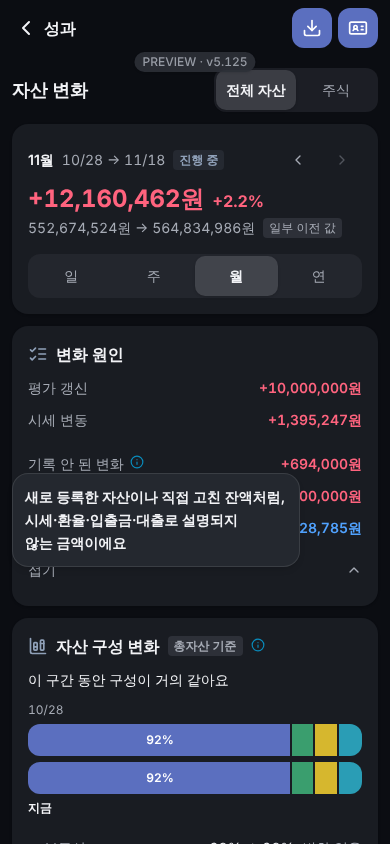 성과
PREVIEW · v5.125
자산 변화
전체 자산
주식
11월 10/28 → 11/18 진행 중
+12,160,462원 +2.2%
552,674,524원 → 564,834,986원 일부 이전 값
일 주 월 연
변화 원인
평가 갱신 +10,000,000원
시세 변동 +1,395,247원
기록 안 된 변화 +694,000원
새로 등록한 자산이나 직접 고친 잔액처럼,
시세·환율·입출금·대출로 설명되지
않는 금액이에요
00,000원
28,785원
접기
자산 구성 변화 총자산 기준
이 구간 동안 구성이 거의 같아요
10/28
92%
92%
지금